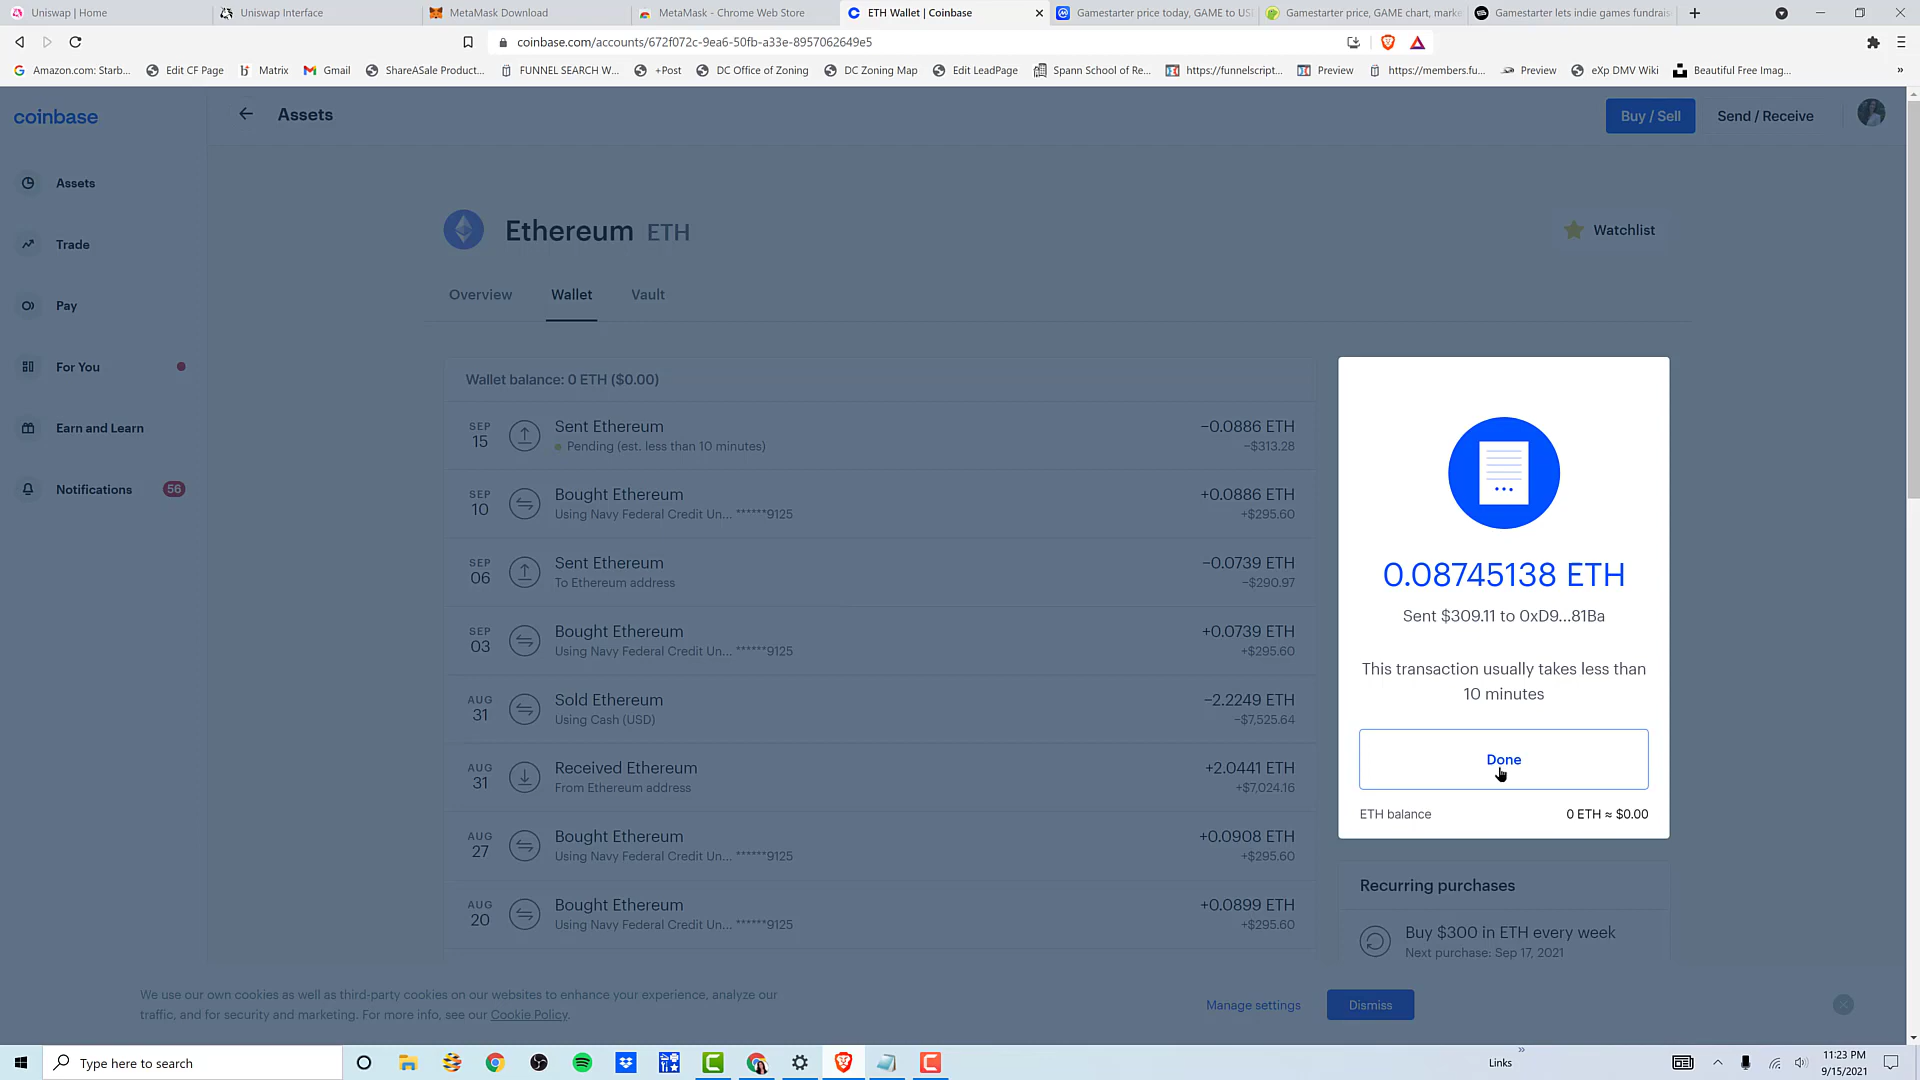 Uniswap | Home
Uniswap Interface
MetaMask Download
MetaMask - Chrome Web Store
ETH Wallet | Coinbase
Gamestarter price today, GAME to US
Gamestarter price, GAME chart, marke
Gamestarter lets indie games fundrais
coinbase.com/accounts/672f072c-9ea6-50fb-a33e-8957062649e5
Amazon.com: Starb...
Edit CF Page
Matrix
Gmail
ShareASale Product...
FUNNEL SEARCH W...
+Post
DC Office of Zoning
DC Zoning Map
Edit LeadPage
Spann School of Re...
https://funnelscript...
Preview
https://members.fu...
Preview
eXp DMV Wiki
Beautiful Free Imag...
»
coinbase
Assets
Buy / Sell
Send / Receive
Assets
Trade
Pay
For You
Earn and Learn
Notifications 56
Ethereum ETH
Watchlist
Overview
Wallet
Vault
Wallet balance: 0 ETH ($0.00)
SEP 15
Sent Ethereum
Pending (est. less than 10 minutes)
−0.0886 ETH
−$313.28
SEP 10
Bought Ethereum
Using Navy Federal Credit Un... ******9125
+0.0886 ETH
+$295.60
SEP 06
Sent Ethereum
To Ethereum address
−0.0739 ETH
−$290.97
SEP 03
Bought Ethereum
Using Navy Federal Credit Un... ******9125
+0.0739 ETH
+$295.60
AUG 31
Sold Ethereum
Using Cash (USD)
−2.2249 ETH
−$7,525.64
AUG 31
Received Ethereum
From Ethereum address
+2.0441 ETH
+$7,024.16
AUG 27
Bought Ethereum
Using Navy Federal Credit Un... ******9125
+0.0908 ETH
+$295.60
AUG 20
Bought Ethereum
Using Navy Federal Credit Un... ******9125
+0.0899 ETH
+$295.60
0.08745138 ETH
Sent $309.11 to 0xD9...81Ba
This transaction usually takes less than
10 minutes
Done
ETH balance
0 ETH ≈ $0.00
Recurring purchases
Buy $300 in ETH every week
Next purchase: Sep 17, 2021
We use our own cookies as well as third-party cookies on our websites to enhance your experience, analyze our
traffic, and for security and marketing. For more info, see our Cookie Policy.
Manage settings
Dismiss
Type here to search
Links
»
11:23 PM
9/15/2021